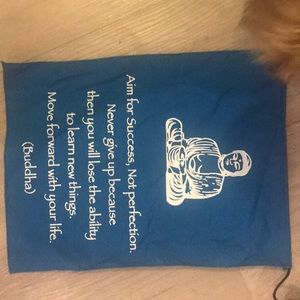 Aim for Success, Not perfection.
Never give up because
then you will lose the ability
to learn new things.
Move forward with your life.
(Buddha)